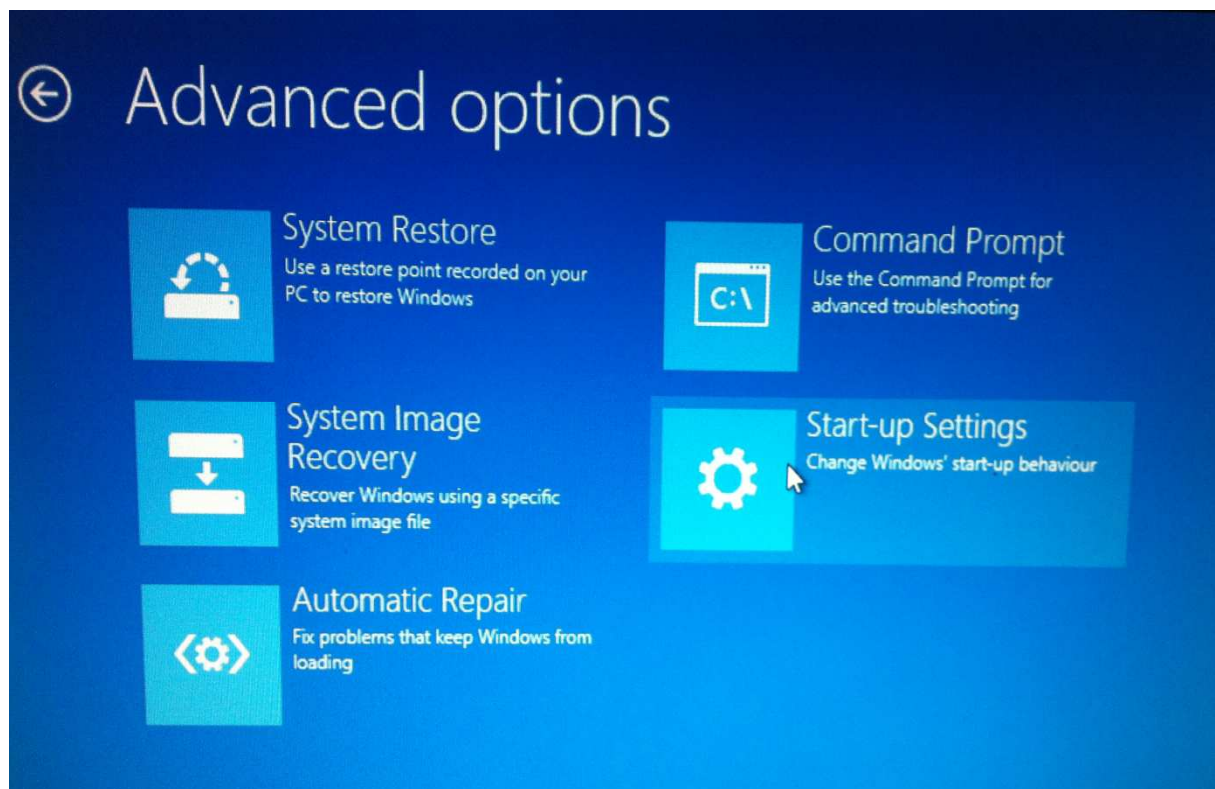 Advanced options
System Restore
Use a restore point recorded on your
PC to restore Windows
System Image
Recovery
Recover Windows using a specific
system image file
Automatic Repair
Fix problems that keep Windows from
loading
Command Prompt
Use the Command Prompt for
advanced troubleshooting
C:\
Start-up Settings
Change Windows' start-up behaviour